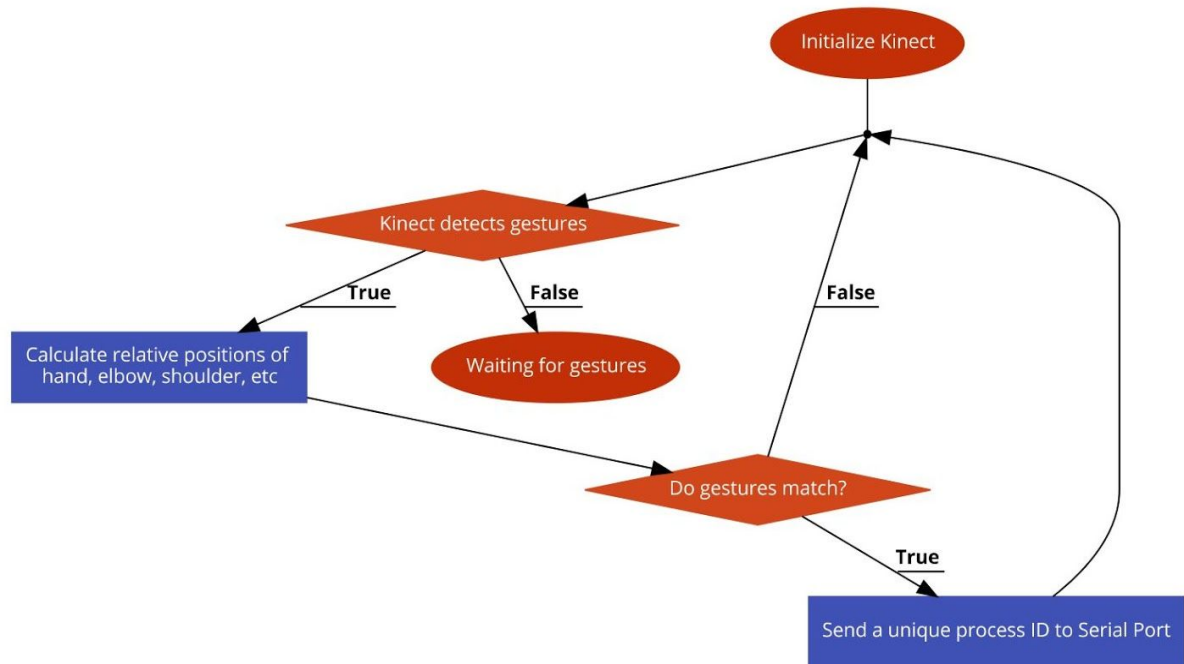 Initialize Kinect
Kinect detects gestures
True
False
False
Calculate relative positions of
hand, elbow, shoulder, etc
Waiting for gestures
Do gestures match?
True
Send a unique process ID to Serial Port